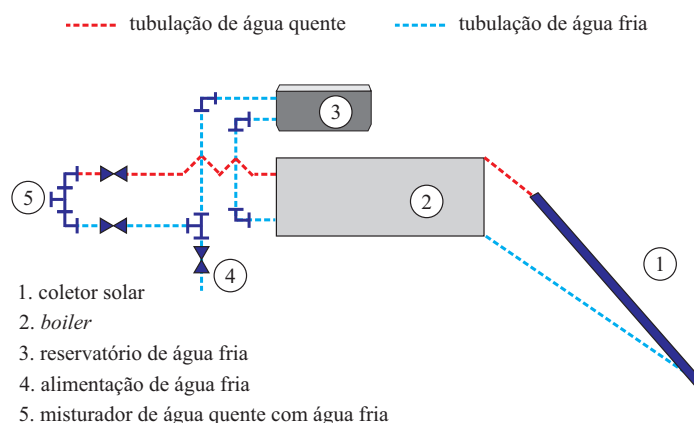 tubulação de água quente
tubulação de água fria
3
2
5
1
4
1. coletor solar
2. boiler
3. reservatório de água fria
4. alimentação de água fria
5. misturador de água quente com água fria